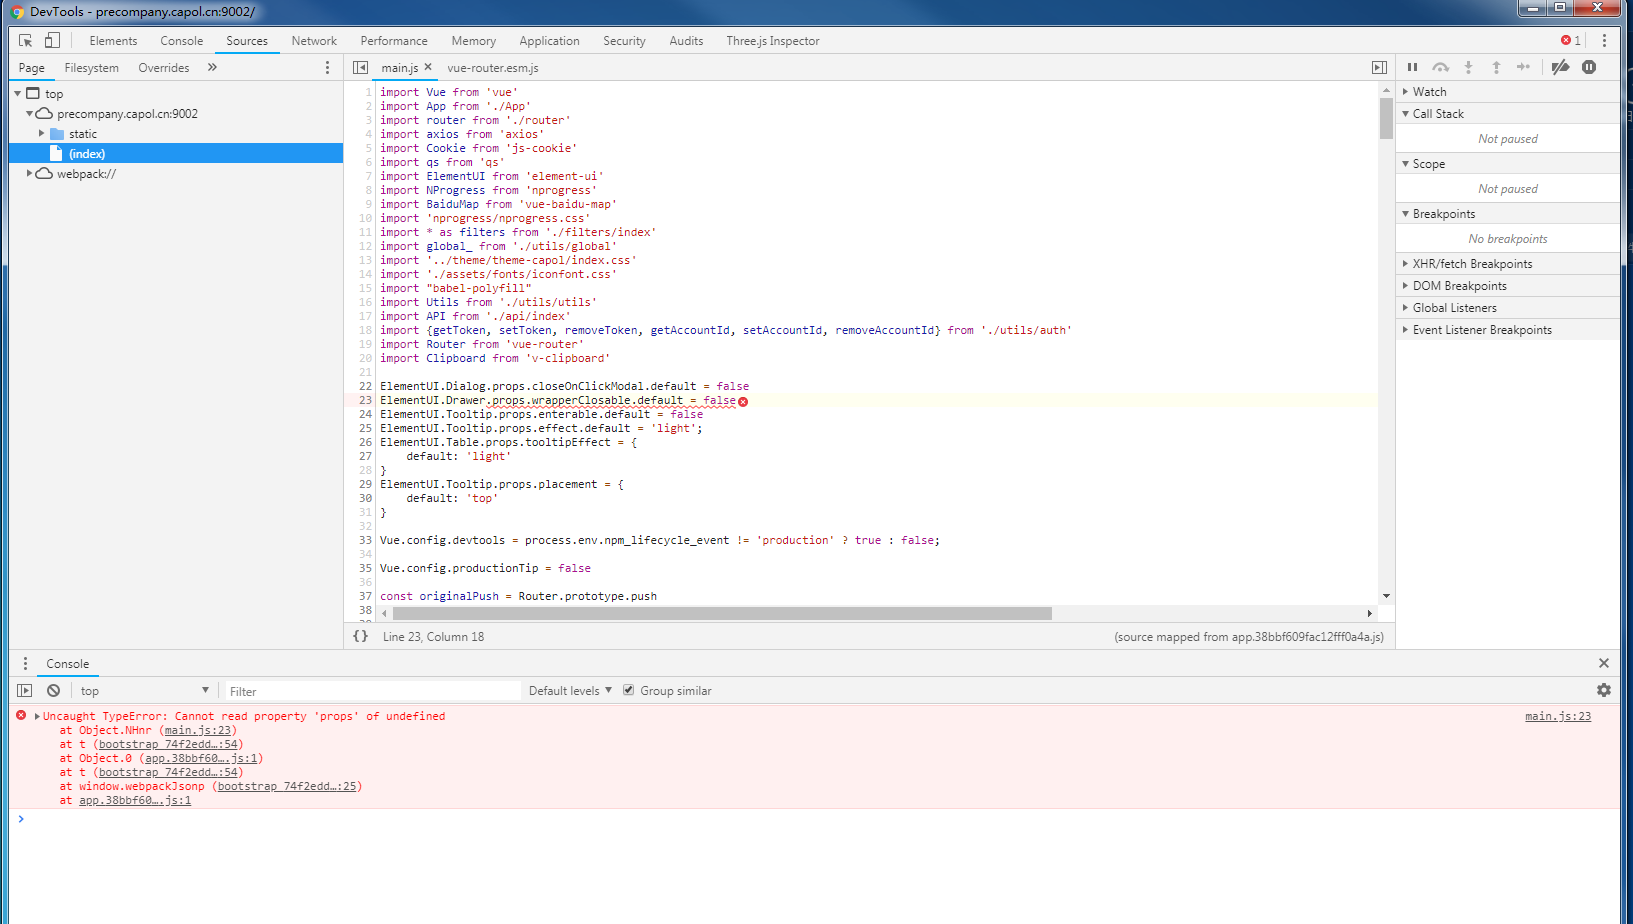 DevTools - precompany.capol.cn:9002/
Elements Console Sources Network Performance Memory Application Security Audits Three.js Inspector 1
Page Filesystem Overrides »
main.js × vue-router.esm.js
top
precompany.capol.cn:9002
static
(index)
webpack://
1 import Vue from 'vue'
2 import App from './App'
3 import router from './router'
4 import axios from 'axios'
5 import Cookie from 'js-cookie'
6 import qs from 'qs'
7 import ElementUI from 'element-ui'
8 import NProgress from 'nprogress'
9 import BaiduMap from 'vue-baidu-map'
10 import 'nprogress/nprogress.css'
11 import * as filters from './filters/index'
12 import global_ from './utils/global'
13 import '../theme/theme-capol/index.css'
14 import './assets/fonts/iconfont.css'
15 import "babel-polyfill"
16 import Utils from './utils/utils'
17 import API from './api/index'
18 import {getToken, setToken, removeToken, getAccountId, setAccountId, removeAccountId} from './utils/auth'
19 import Router from 'vue-router'
20 import Clipboard from 'v-clipboard'
21
22 ElementUI.Dialog.props.closeOnClickModal.default = false
23 ElementUI.Drawer.props.wrapperClosable.default = false
24 ElementUI.Tooltip.props.enterable.default = false
25 ElementUI.Tooltip.props.effect.default = 'light';
26 ElementUI.Table.props.tooltipEffect = {
27 default: 'light'
28 }
29 ElementUI.Tooltip.props.placement = {
30 default: 'top'
31 }
32
33 Vue.config.devtools = process.env.npm_lifecycle_event != 'production' ? true : false;
34
35 Vue.config.productionTip = false
36
37 const originalPush = Router.prototype.push
38
{} Line 23, Column 18 (source mapped from app.38bbf609fac12fff0a4a.js)
Watch
Call Stack
Not paused
Scope
Not paused
Breakpoints
No breakpoints
XHR/fetch Breakpoints
DOM Breakpoints
Global Listeners
Event Listener Breakpoints
Console
top Filter Default levels Group similar
Uncaught TypeError: Cannot read property 'props' of undefined main.js:23
at Object.NHnr (main.js:23)
at t (bootstrap 74f2edd…:54)
at Object.0 (app.38bbf60….js:1)
at t (bootstrap 74f2edd…:54)
at window.webpackJsonp (bootstrap 74f2edd…:25)
at app.38bbf60….js:1